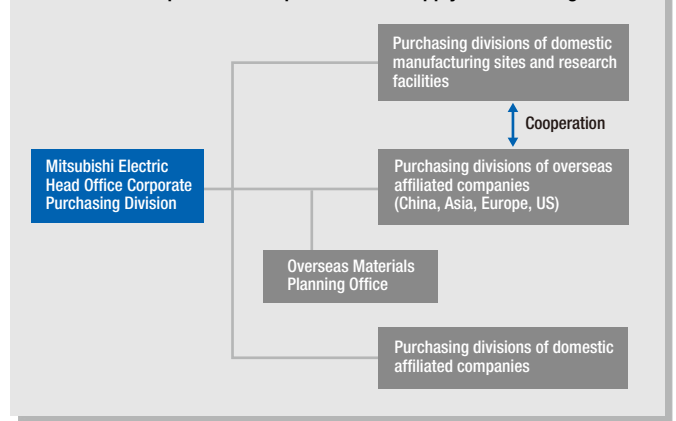 Purchasing divisions of domestic
manufacturing sites and research
facilities
Cooperation
Mitsubishi Electric
Head Office Corporate
Purchasing Division
Purchasing divisions of overseas
affiliated companies
(China, Asia, Europe, US)
Overseas Materials
Planning Office
Purchasing divisions of domestic
affiliated companies